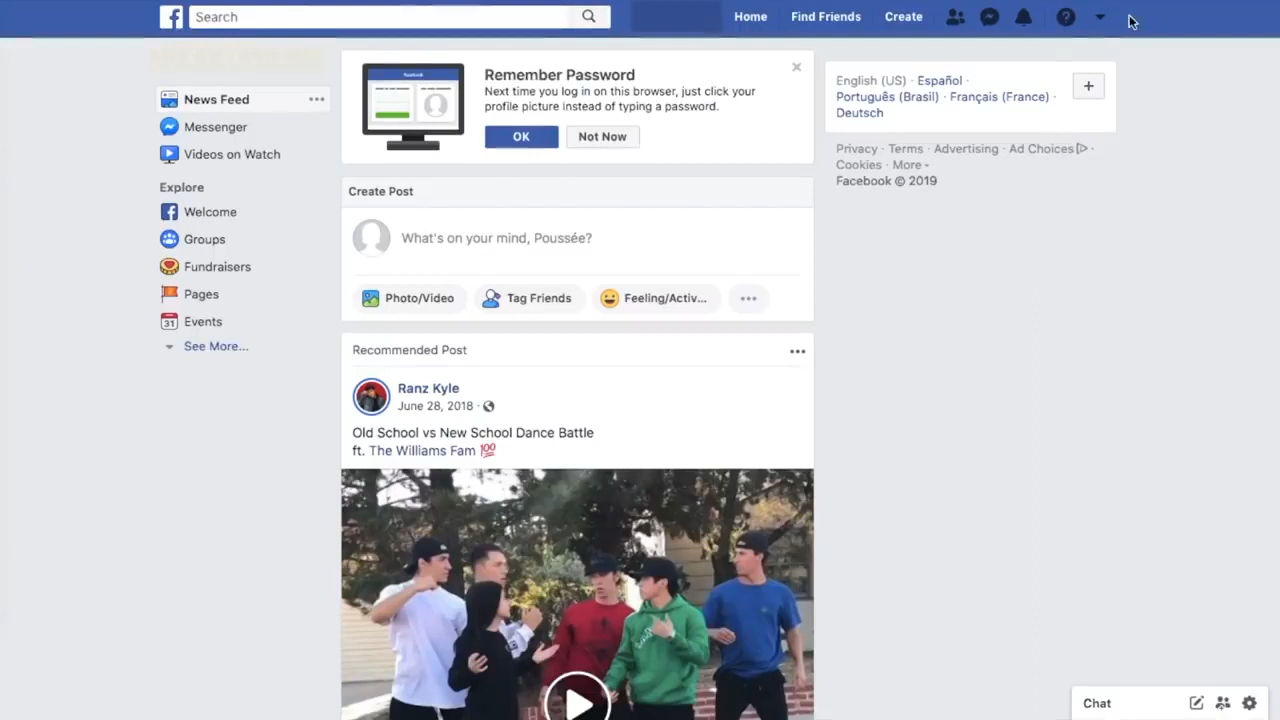 Search
Home
Find Friends
Create
News Feed
Messenger
Videos on Watch
Explore
Welcome
Groups
Fundraisers
Pages
31 Events
See More...
facebook
Remember Password
Next time you log in on this browser, just click your
profile picture instead of typing a password.
OK
Not Now
Create Post
What's on your mind, Poussée?
Photo/Video
Tag Friends
Feeling/Activ...
Recommended Post
Ranz Kyle
June 28, 2018 ·
Old School vs New School Dance Battle
ft. The Williams Fam 💯
English (US) · Español ·
Português (Brasil) · Français (France) ·
Deutsch
Privacy · Terms · Advertising · Ad Choices ·
Cookies · More
Facebook © 2019
Chat